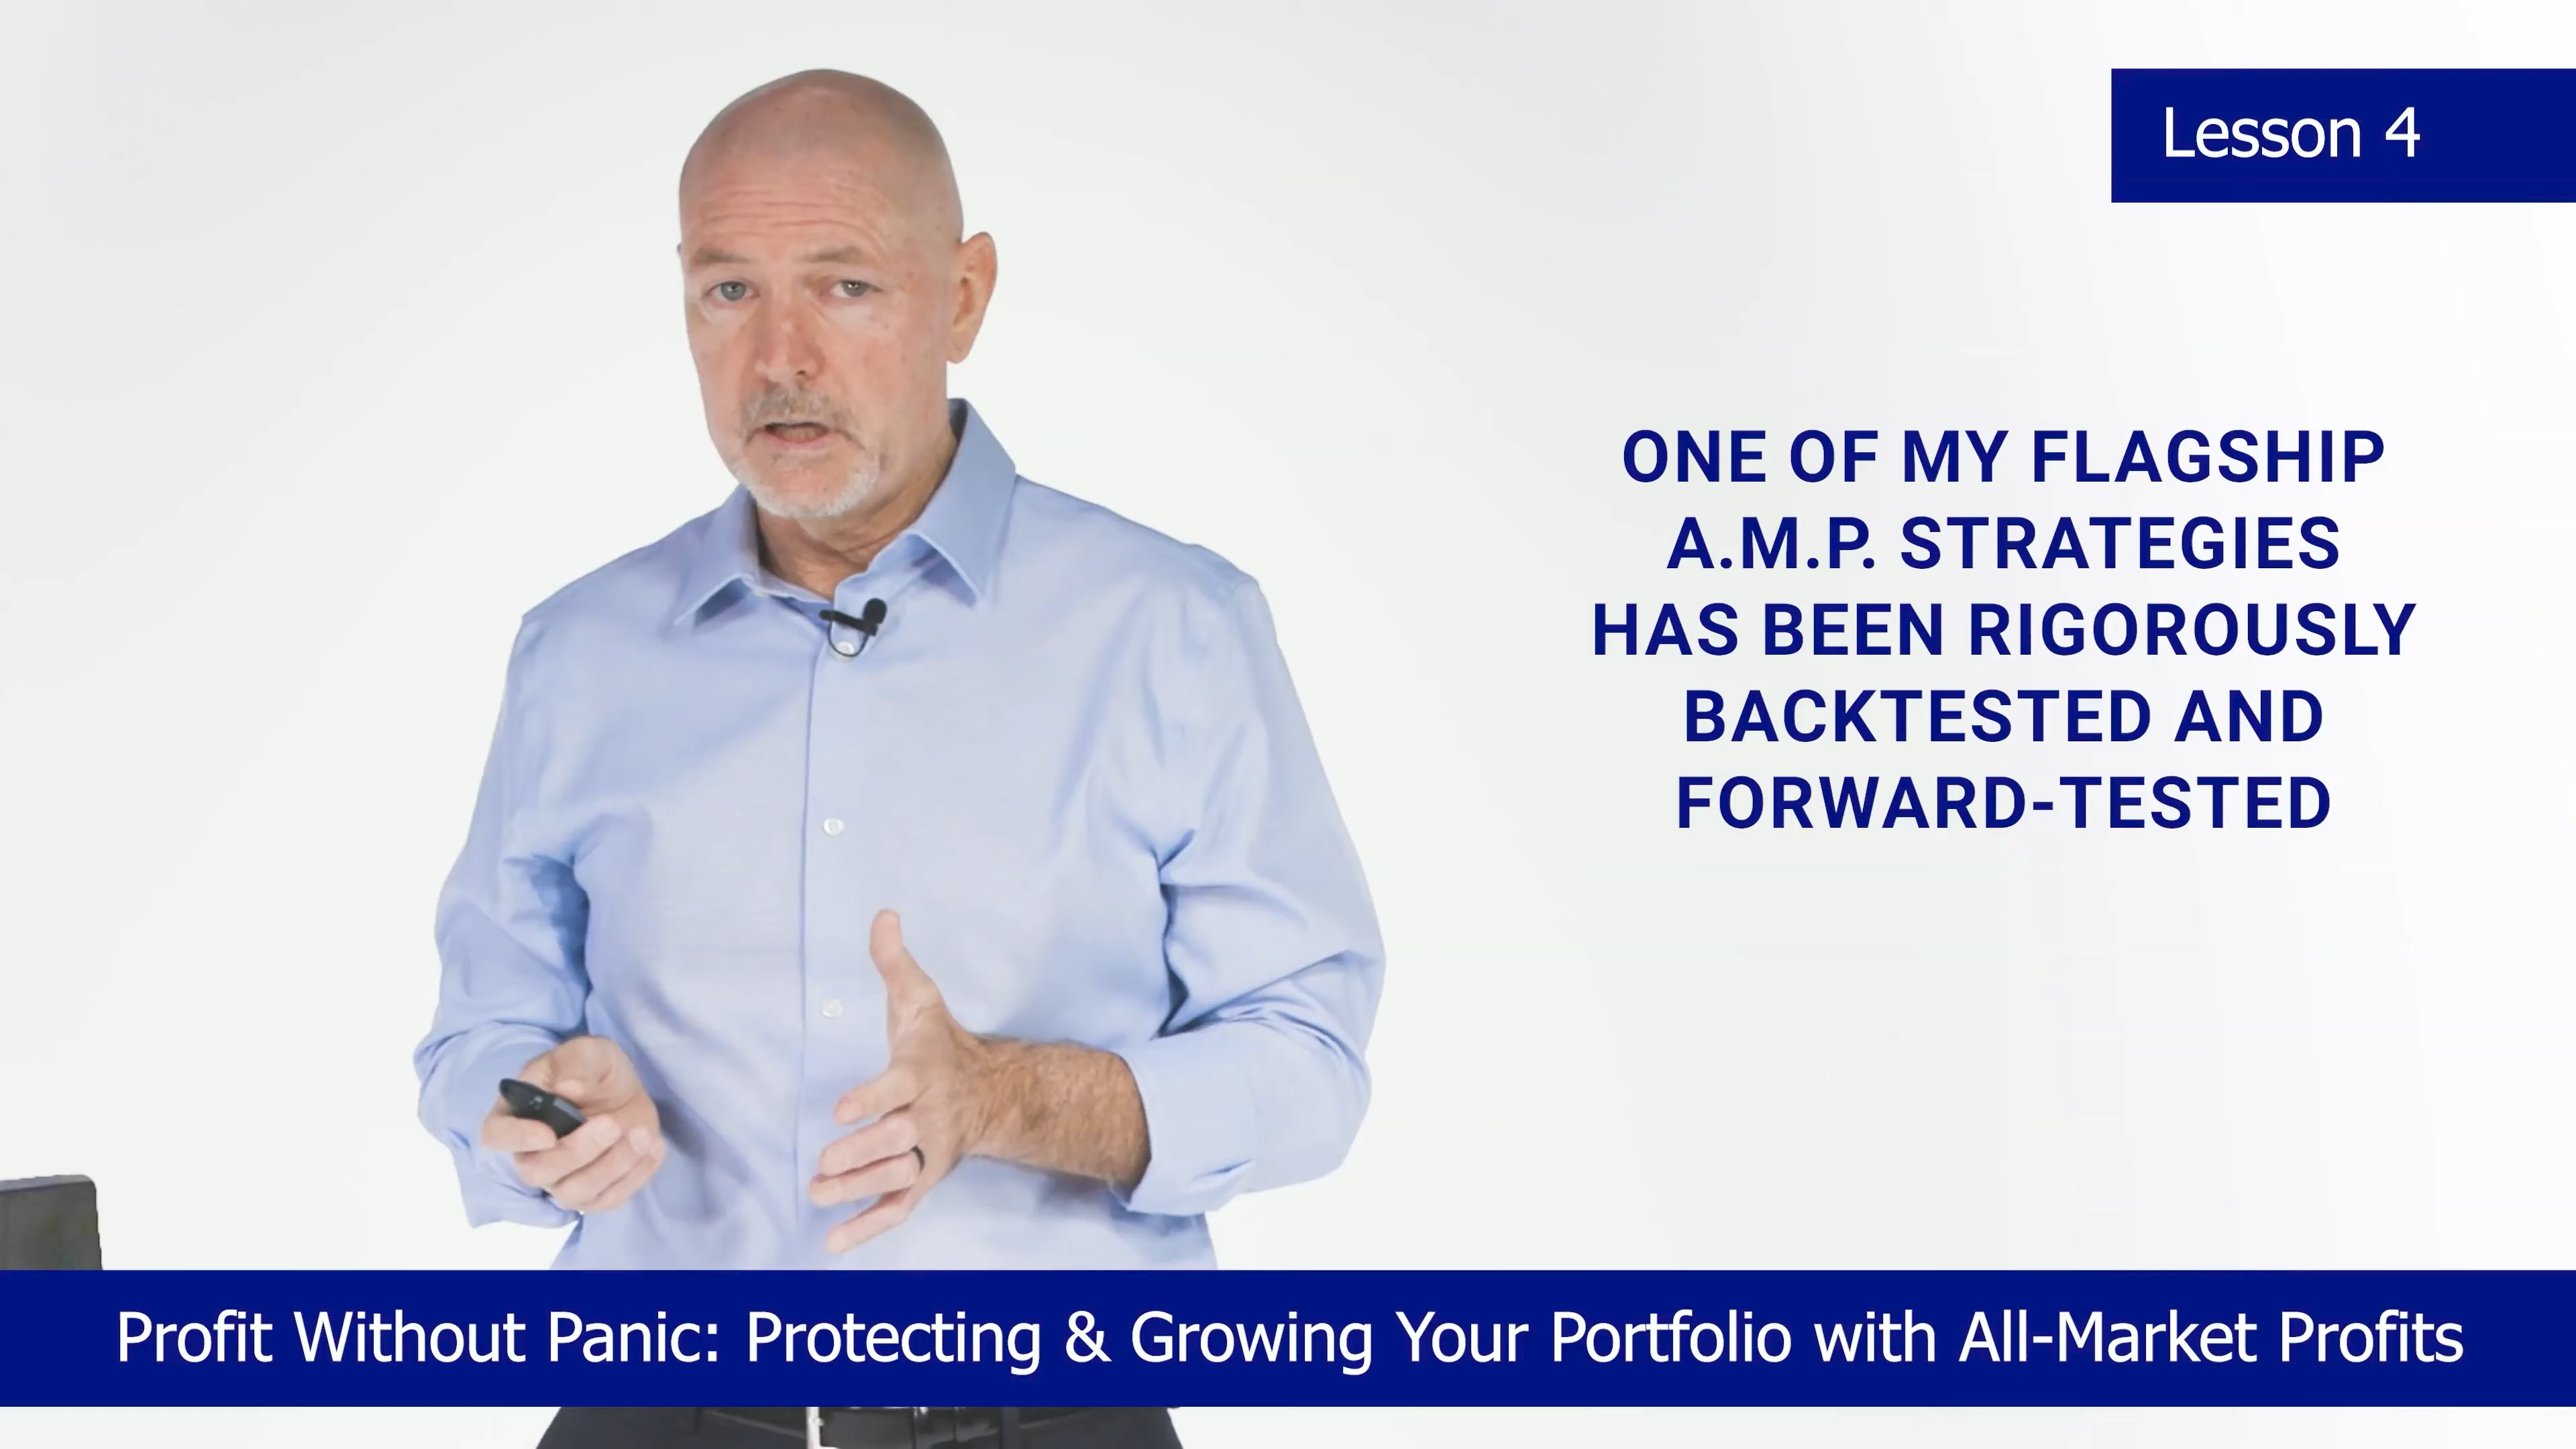 Lesson 4
ONE OF MY FLAGSHIP
A.M.P. STRATEGIES
HAS BEEN RIGOROUSLY
BACKTESTED AND
FORWARD-TESTED
Profit Without Panic: Protecting & Growing Your Portfolio with All-Market Profits